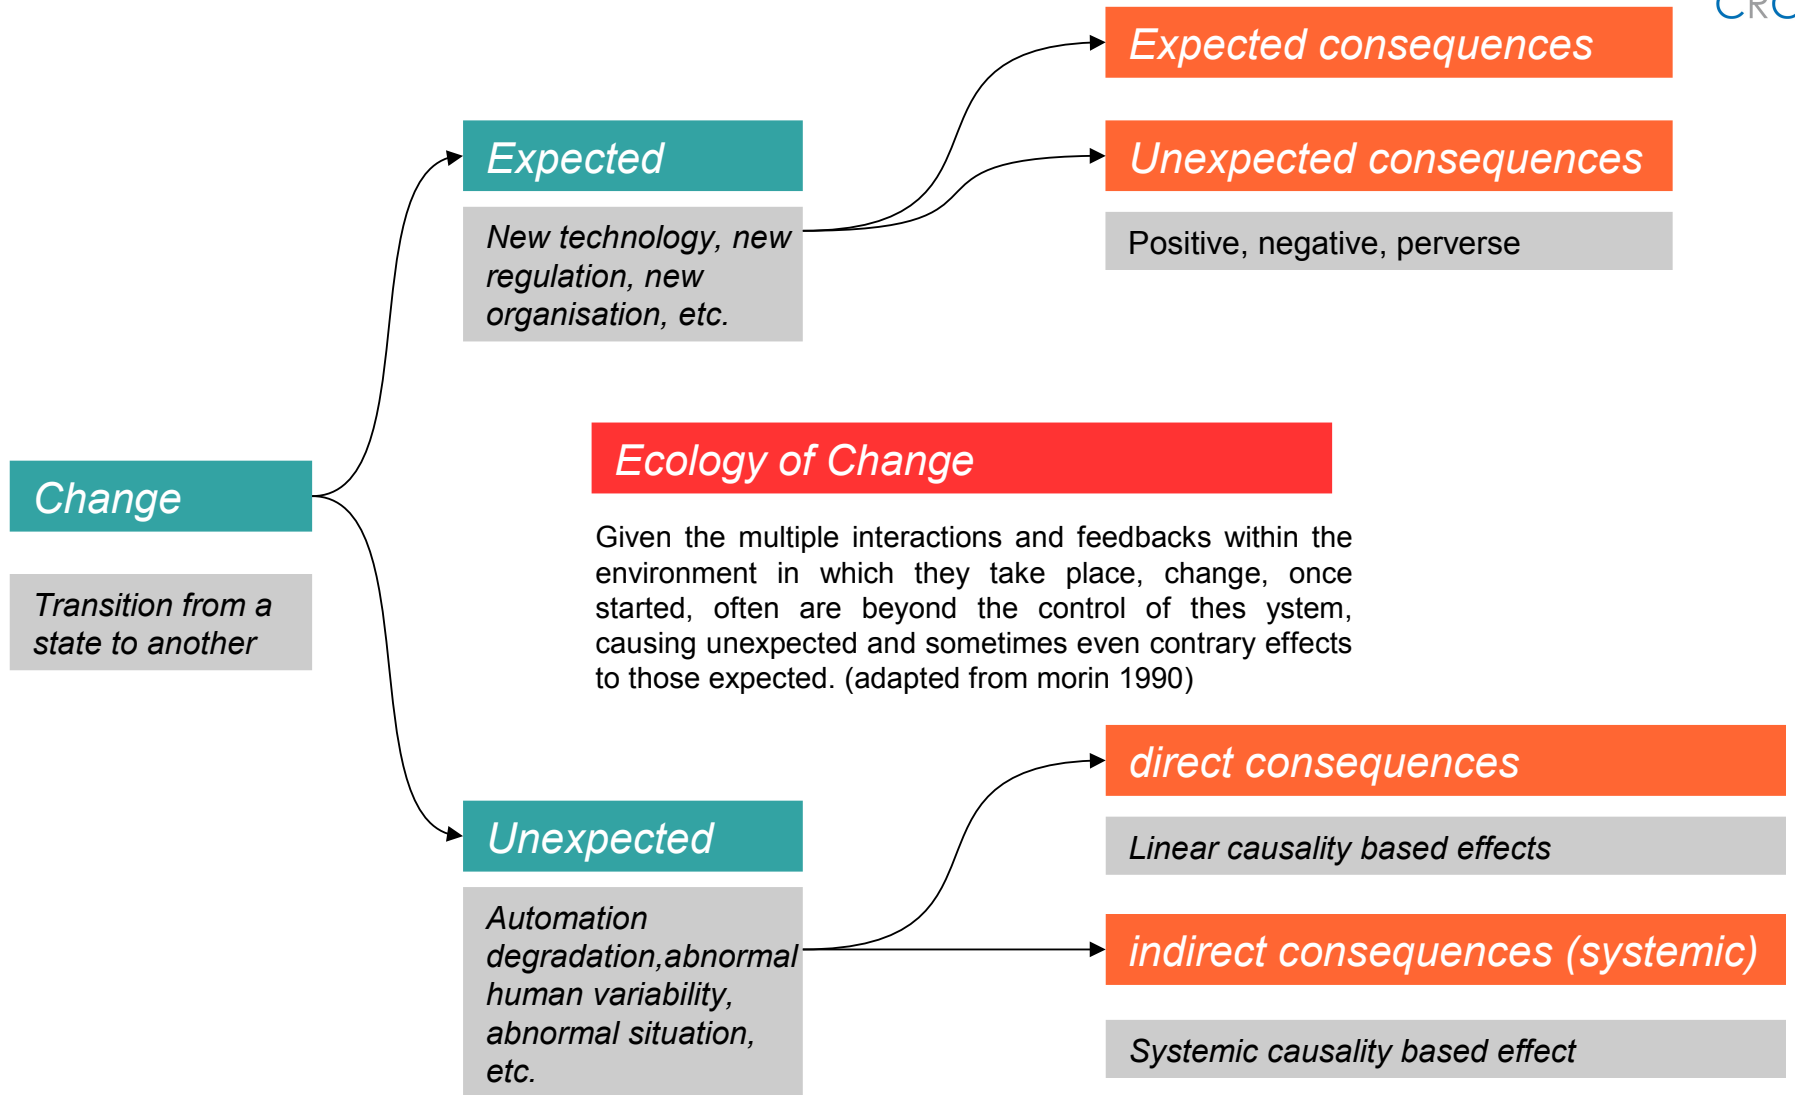 CRC
Expected consequences
Expected
Unexpected consequences
New technology, new
regulation, new
organisation, etc.
Positive, negative, perverse
Ecology of Change
Change
Given the multiple interactions and feedbacks within the
environment in which they take place, change, once
started, often are beyond the control of thes ystem,
causing unexpected and sometimes even contrary effects
to those expected. (adapted from morin 1990)
Transition from a
state to another
direct consequences
Unexpected
Linear causality based effects
Automation
degradation,abnormal
human variability,
abnormal situation,
etc.
indirect consequences (systemic)
Systemic causality based effect